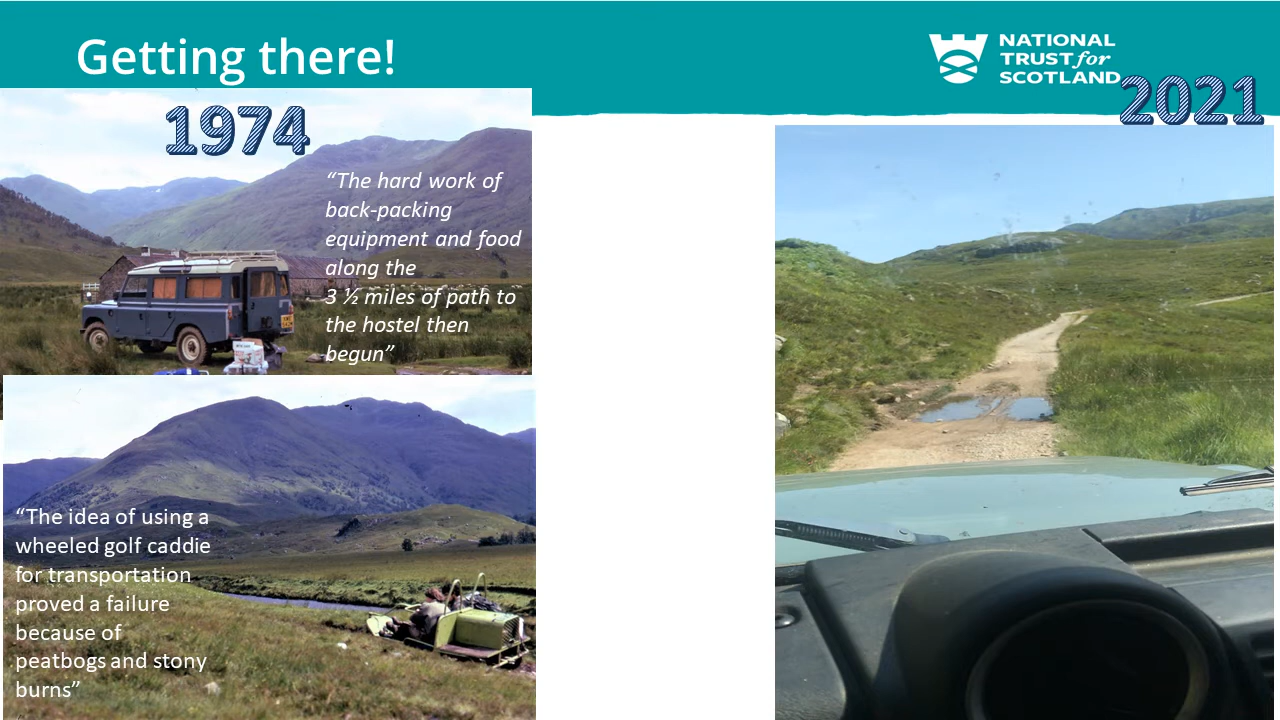 Getting there!
NATIONAL
TRUST for
SCOTLAND
1974
2021
“The hard work of
back-packing
equipment and food
along the
3 ½ miles of path to
the hostel then
begun”
“The idea of using a
wheeled golf caddie
for transportation
proved a failure
because of
peatbogs and stony
burns”